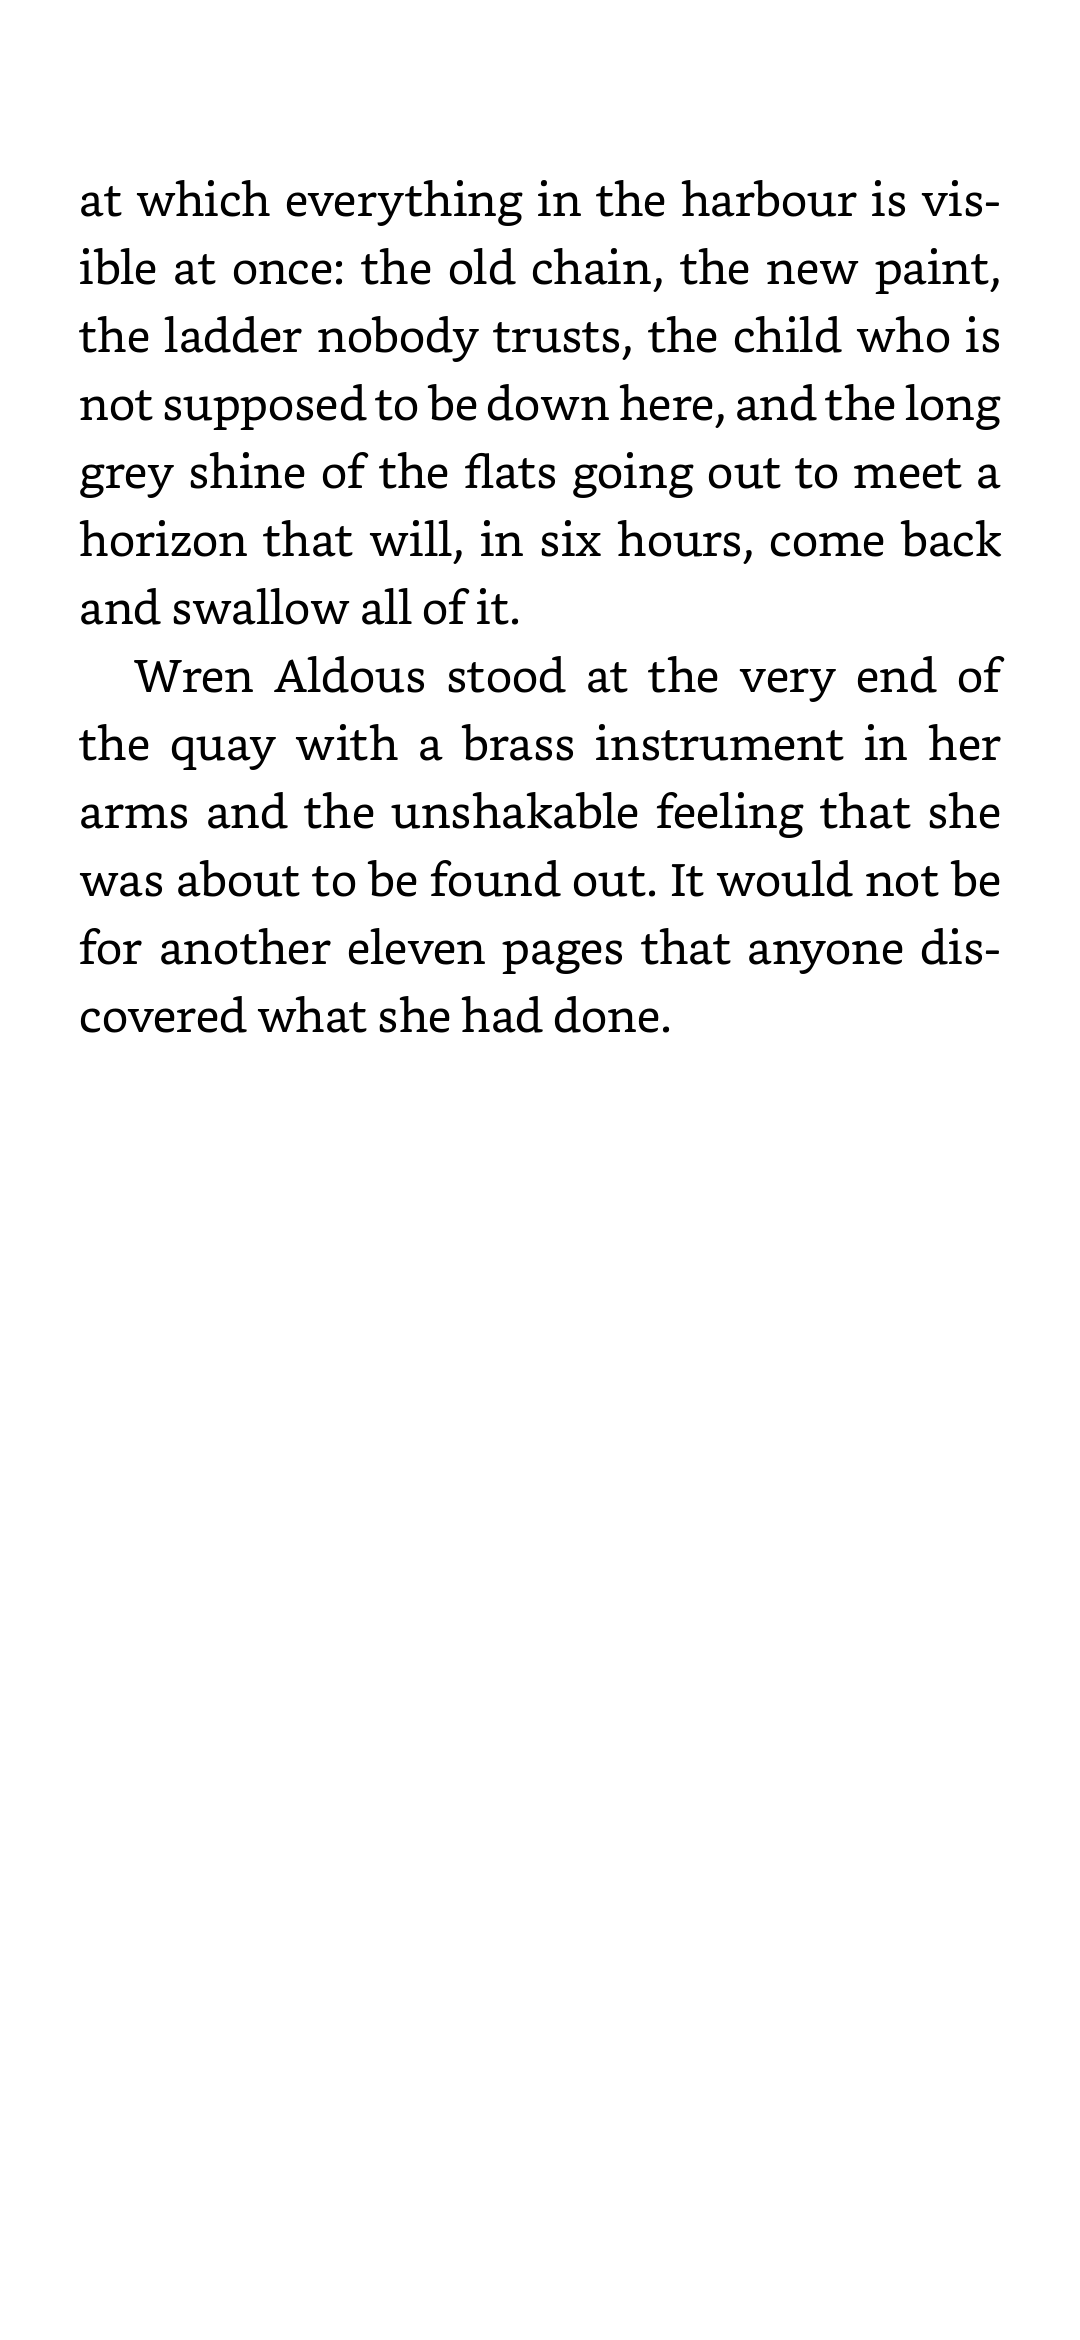 at which everything in the harbour is vis-
ible at once: the old chain, the new paint,
the ladder nobody trusts, the child who is
not supposed to be down here, and the long
grey shine of the flats going out to meet a
horizon that will, in six hours, come back
and swallow all of it.
Wren Aldous stood at the very end of
the quay with a brass instrument in her
arms and the unshakable feeling that she
was about to be found out. It would not be
for another eleven pages that anyone dis-
covered what she had done.